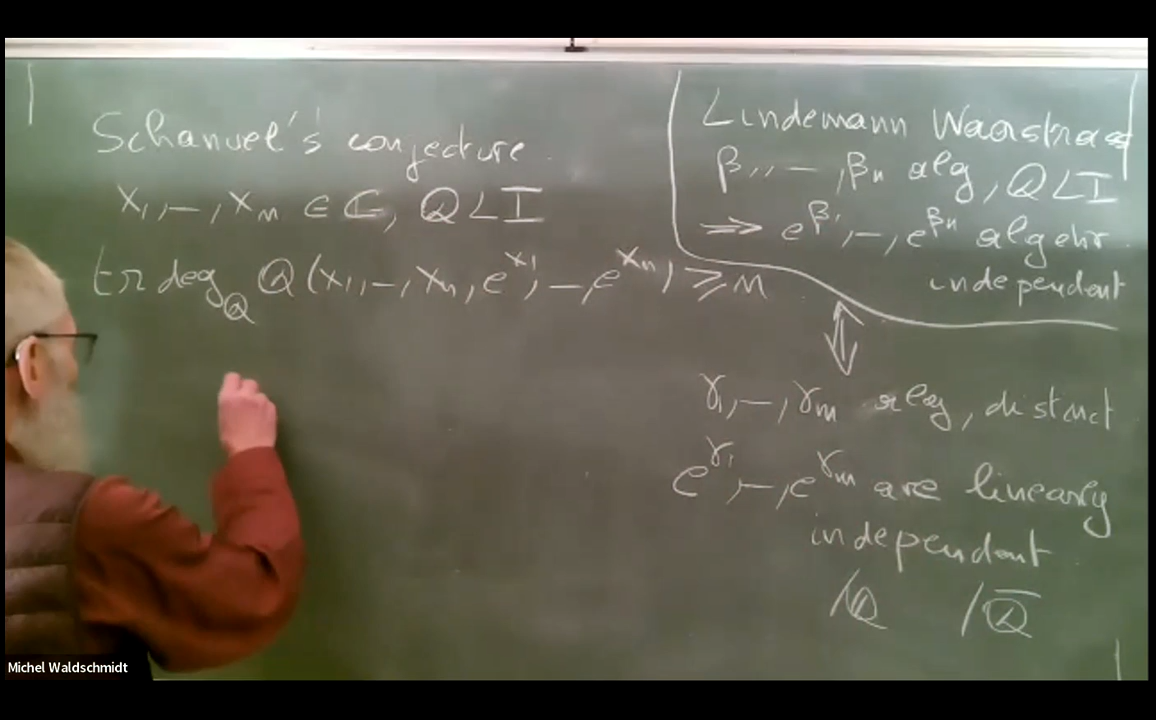 Schanuel's conjecture.
x₁,–,xₙ ∈ ℂ, ℚ L I
tr deg_ℚ ℚ(x₁,–,xₙ,e^x₁,–,e^xₙ) ≥ n
Lindemann Weierstrass
β₁,–,βₙ alg, ℚ L I
⇒ e^β₁,–,e^βₙ algebr.
independent
⇕
γ₁,–,γₘ alg, distinct
e^γ₁,–,e^γₘ are linearly
independent
/ℚ /ℚ̅
Michel Waldschmidt